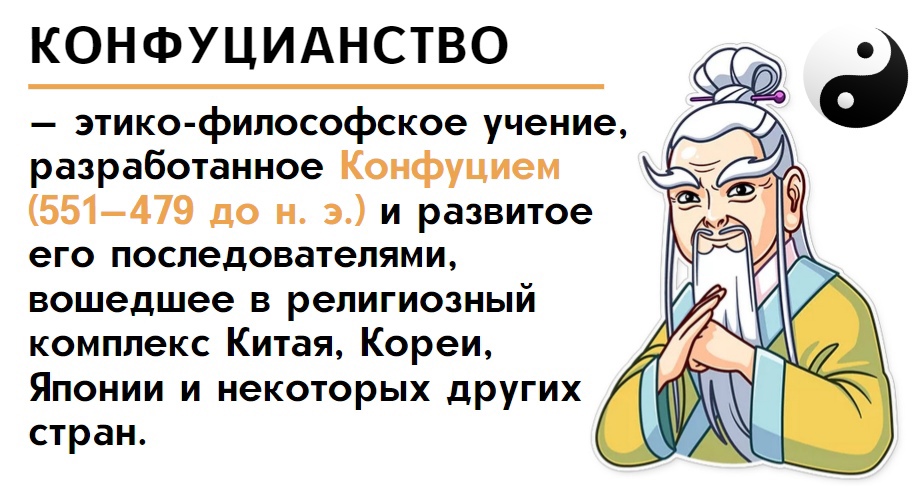 КОНФУЦИАНСТВО
— этико-философское учение,
разработанное Конфуцием
(551—479 до н. э.) и развитое
его последователями,
вошедшее в религиозный
комплекс Китая, Кореи,
Японии и некоторых других
стран.